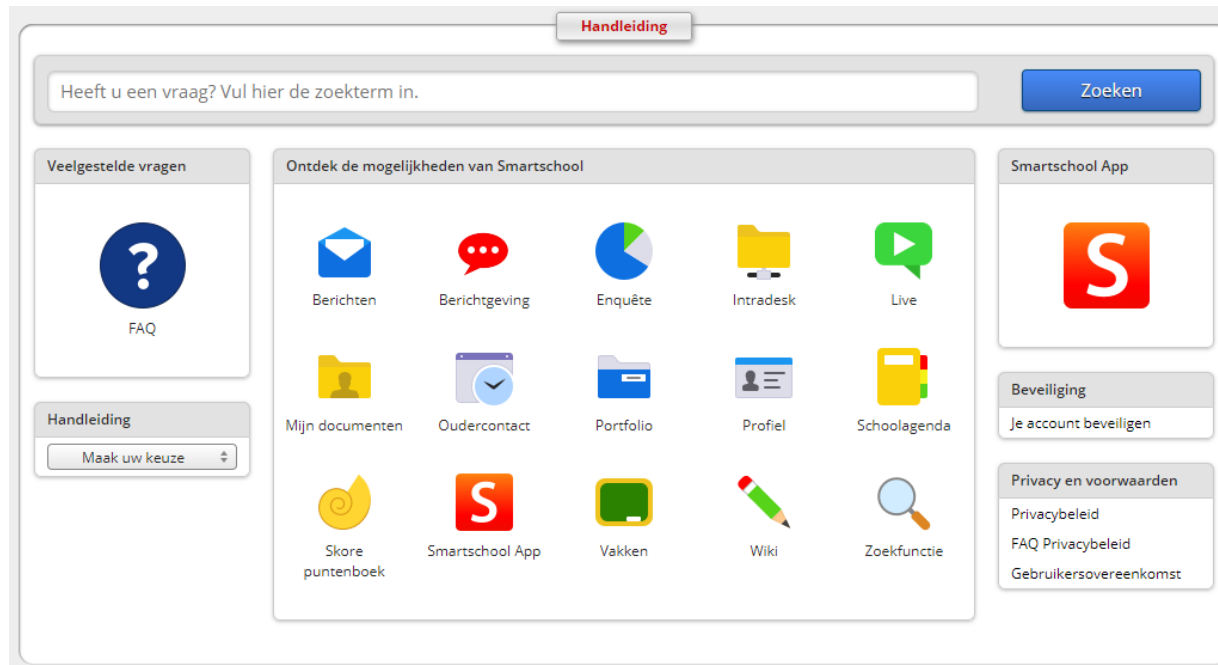 Handleiding
Heeft u een vraag? Vul hier de zoekterm in.
Zoeken
Veelgestelde vragen
?
FAQ
Handleiding
Maak uw keuze
Ontdek de mogelijkheden van Smartschool
Berichten
Berichtgeving
Enquête
Intradesk
Live
Mijn documenten
Oudercontact
Portfolio
Profiel
Schoolagenda
Skore
puntenboek
S
Smartschool App
Vakken
Wiki
Zoekfunctie
Smartschool App
S
Beveiliging
Je account beveiligen
Privacy en voorwaarden
Privacybeleid
FAQ Privacybeleid
Gebruikersovereenkomst